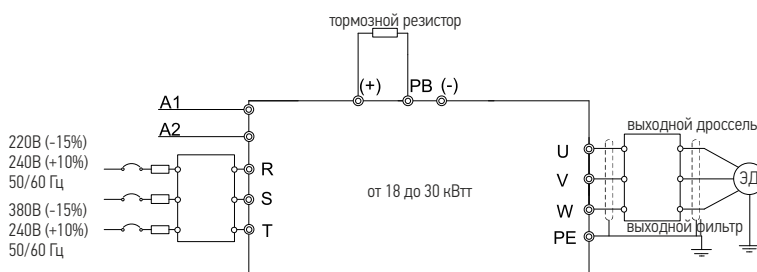 тормозной резистор
(+)
PB
(-)
A1
A2
220В (-15%)
240В (+10%)
50/60 Гц
380В (-15%)
240В (+10%)
50/60 Гц
R
S
T
от 18 до 30 кВтт
U
V
W
PE
выходной дроссель
ЭД
выходной фильтр